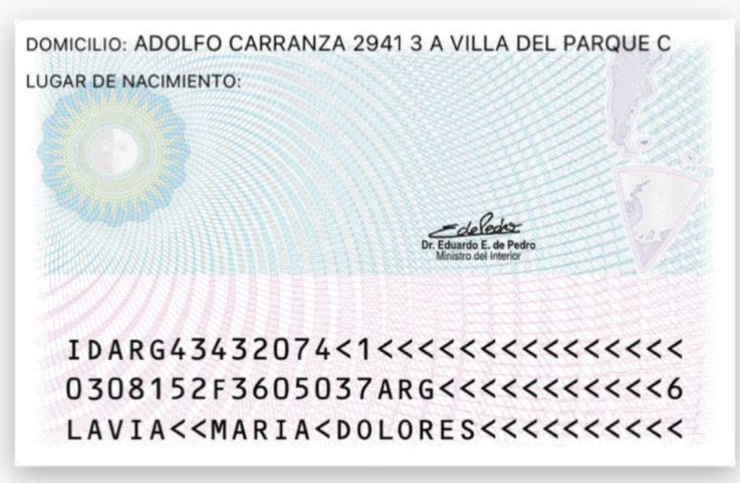 DOMICILIO: ADOLFO CARRANZA 2941 3 A VILLA DEL PARQUE C
LUGAR DE NACIMIENTO:
EdePedro
Dr. Eduardo E. de Pedro
Ministro del Interior
IDARG43432074<1<<<<<<<<<<<<<<<
0308152F3605037ARG<<<<<<<<<<<6
LAVIA<<MARIA<DOLORES<<<<<<<<<<